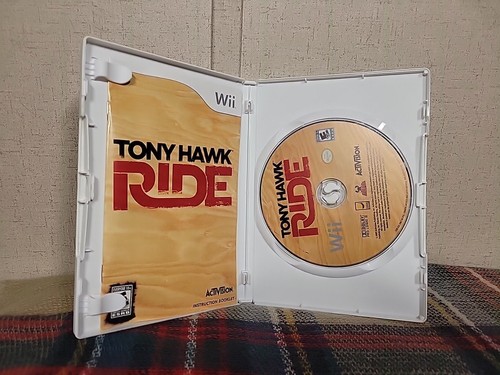 Wii
TONY HAWK
RIDE
ACTIVISION
INSTRUCTION BOOKLET
E
TONY HAWK
RIDE
Wii
ACTIVISION